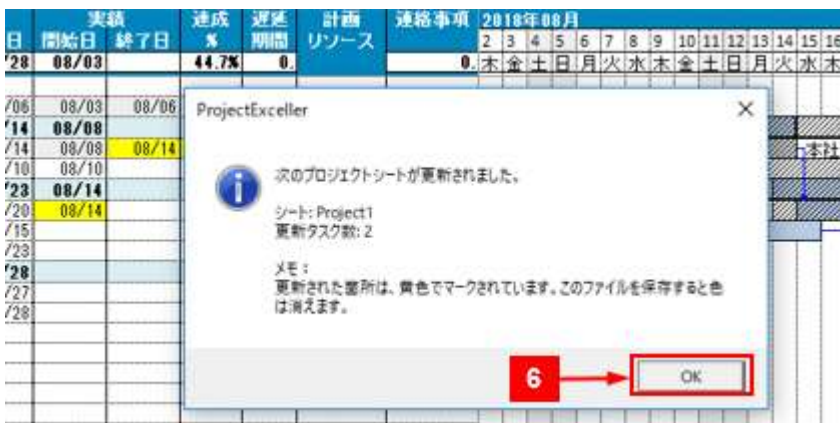 実績 達成 遅延 計画 連絡事項 2018年08月
日 開始日 終了日 % 期間 リソース 2 3 4 5 6 7 8 9 10 11 12 13 14 15 16
/28 08/03 44.7% 0. 0. 木 金 土 日 月 火 水 木 金 土 日 月 火 水 木
/06 08/03 08/06
/14 08/08
/14 08/08 08/14 本社
/10 08/10
/23 08/14
/20 08/14
/15
/23
/28
/27
/28
ProjectExceller
次のプロジェクトシートが更新されました。
シート: Project1
更新タスク数: 2
メモ:
更新された箇所は、黄色でマークされています。このファイルを保存すると色
は消えます。
6
OK